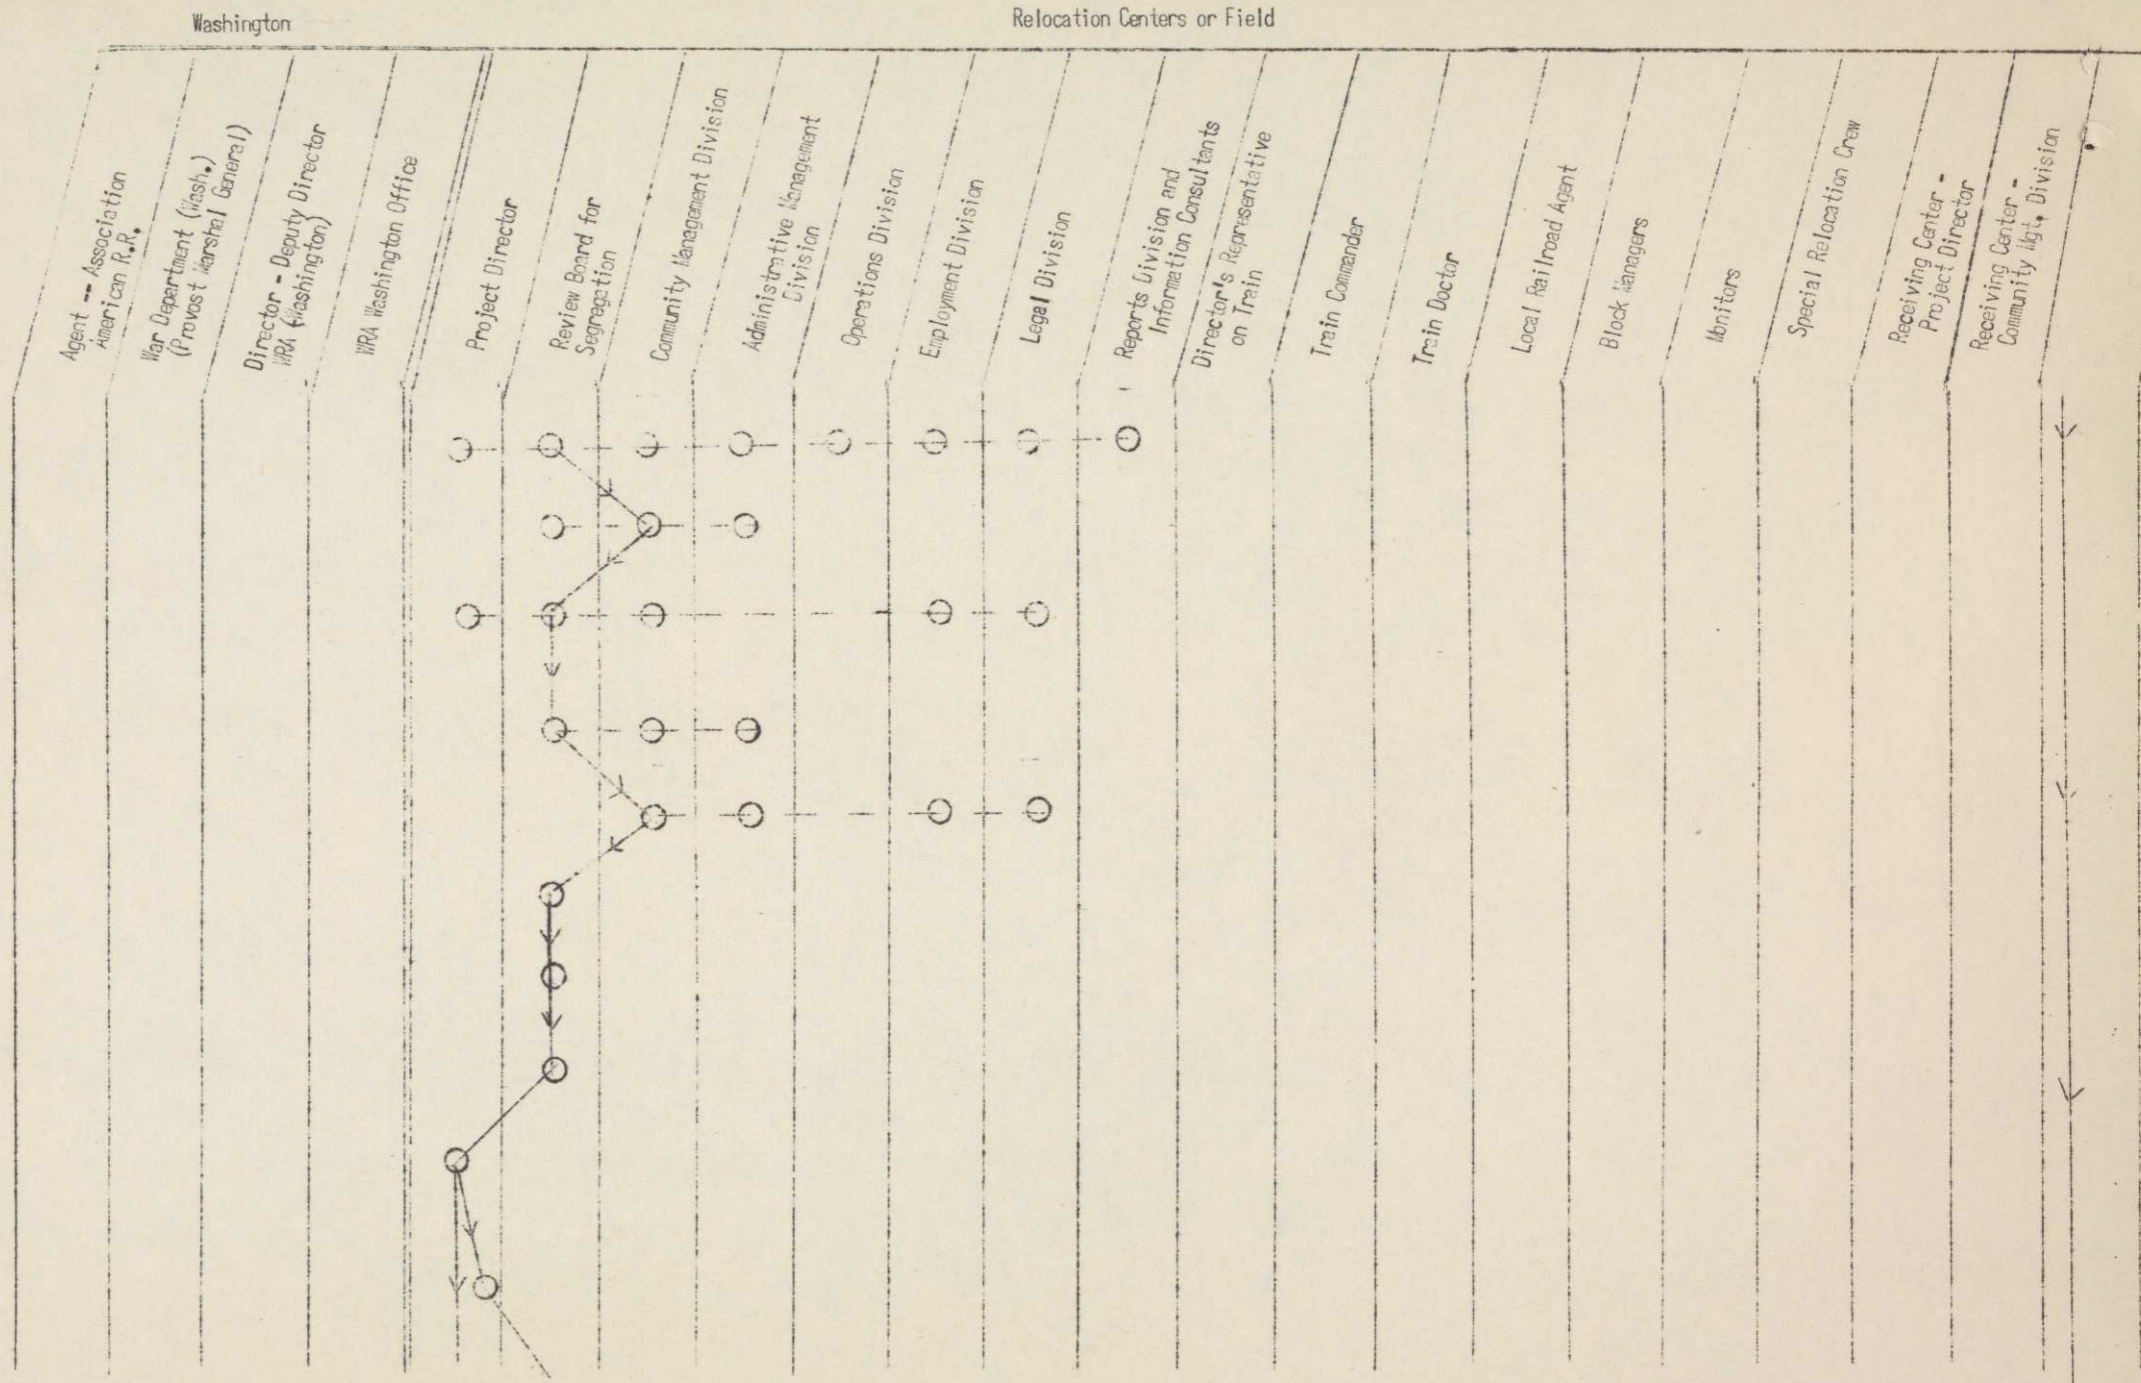 Washington
Relocation Centers or Field
Agent -- Association
American R.R.
War Department (Wash.)
(Provost Marshal General)
Director - Deputy Director
WRA (Washington)
WRA Washington Office
Project Director
Review Board for
Segregation
Community Management Division
Administrative Management
Division
Operations Division
Employment Division
Legal Division
Reports Division and
Information Consultants
Director's Representative
on Train
Train Commander
Train Doctor
Local Railroad Agent
Block Managers
Monitors
Special Relocation Crew
Receiving Center -
Project Director
Receiving Center -
Community Mgt. Division